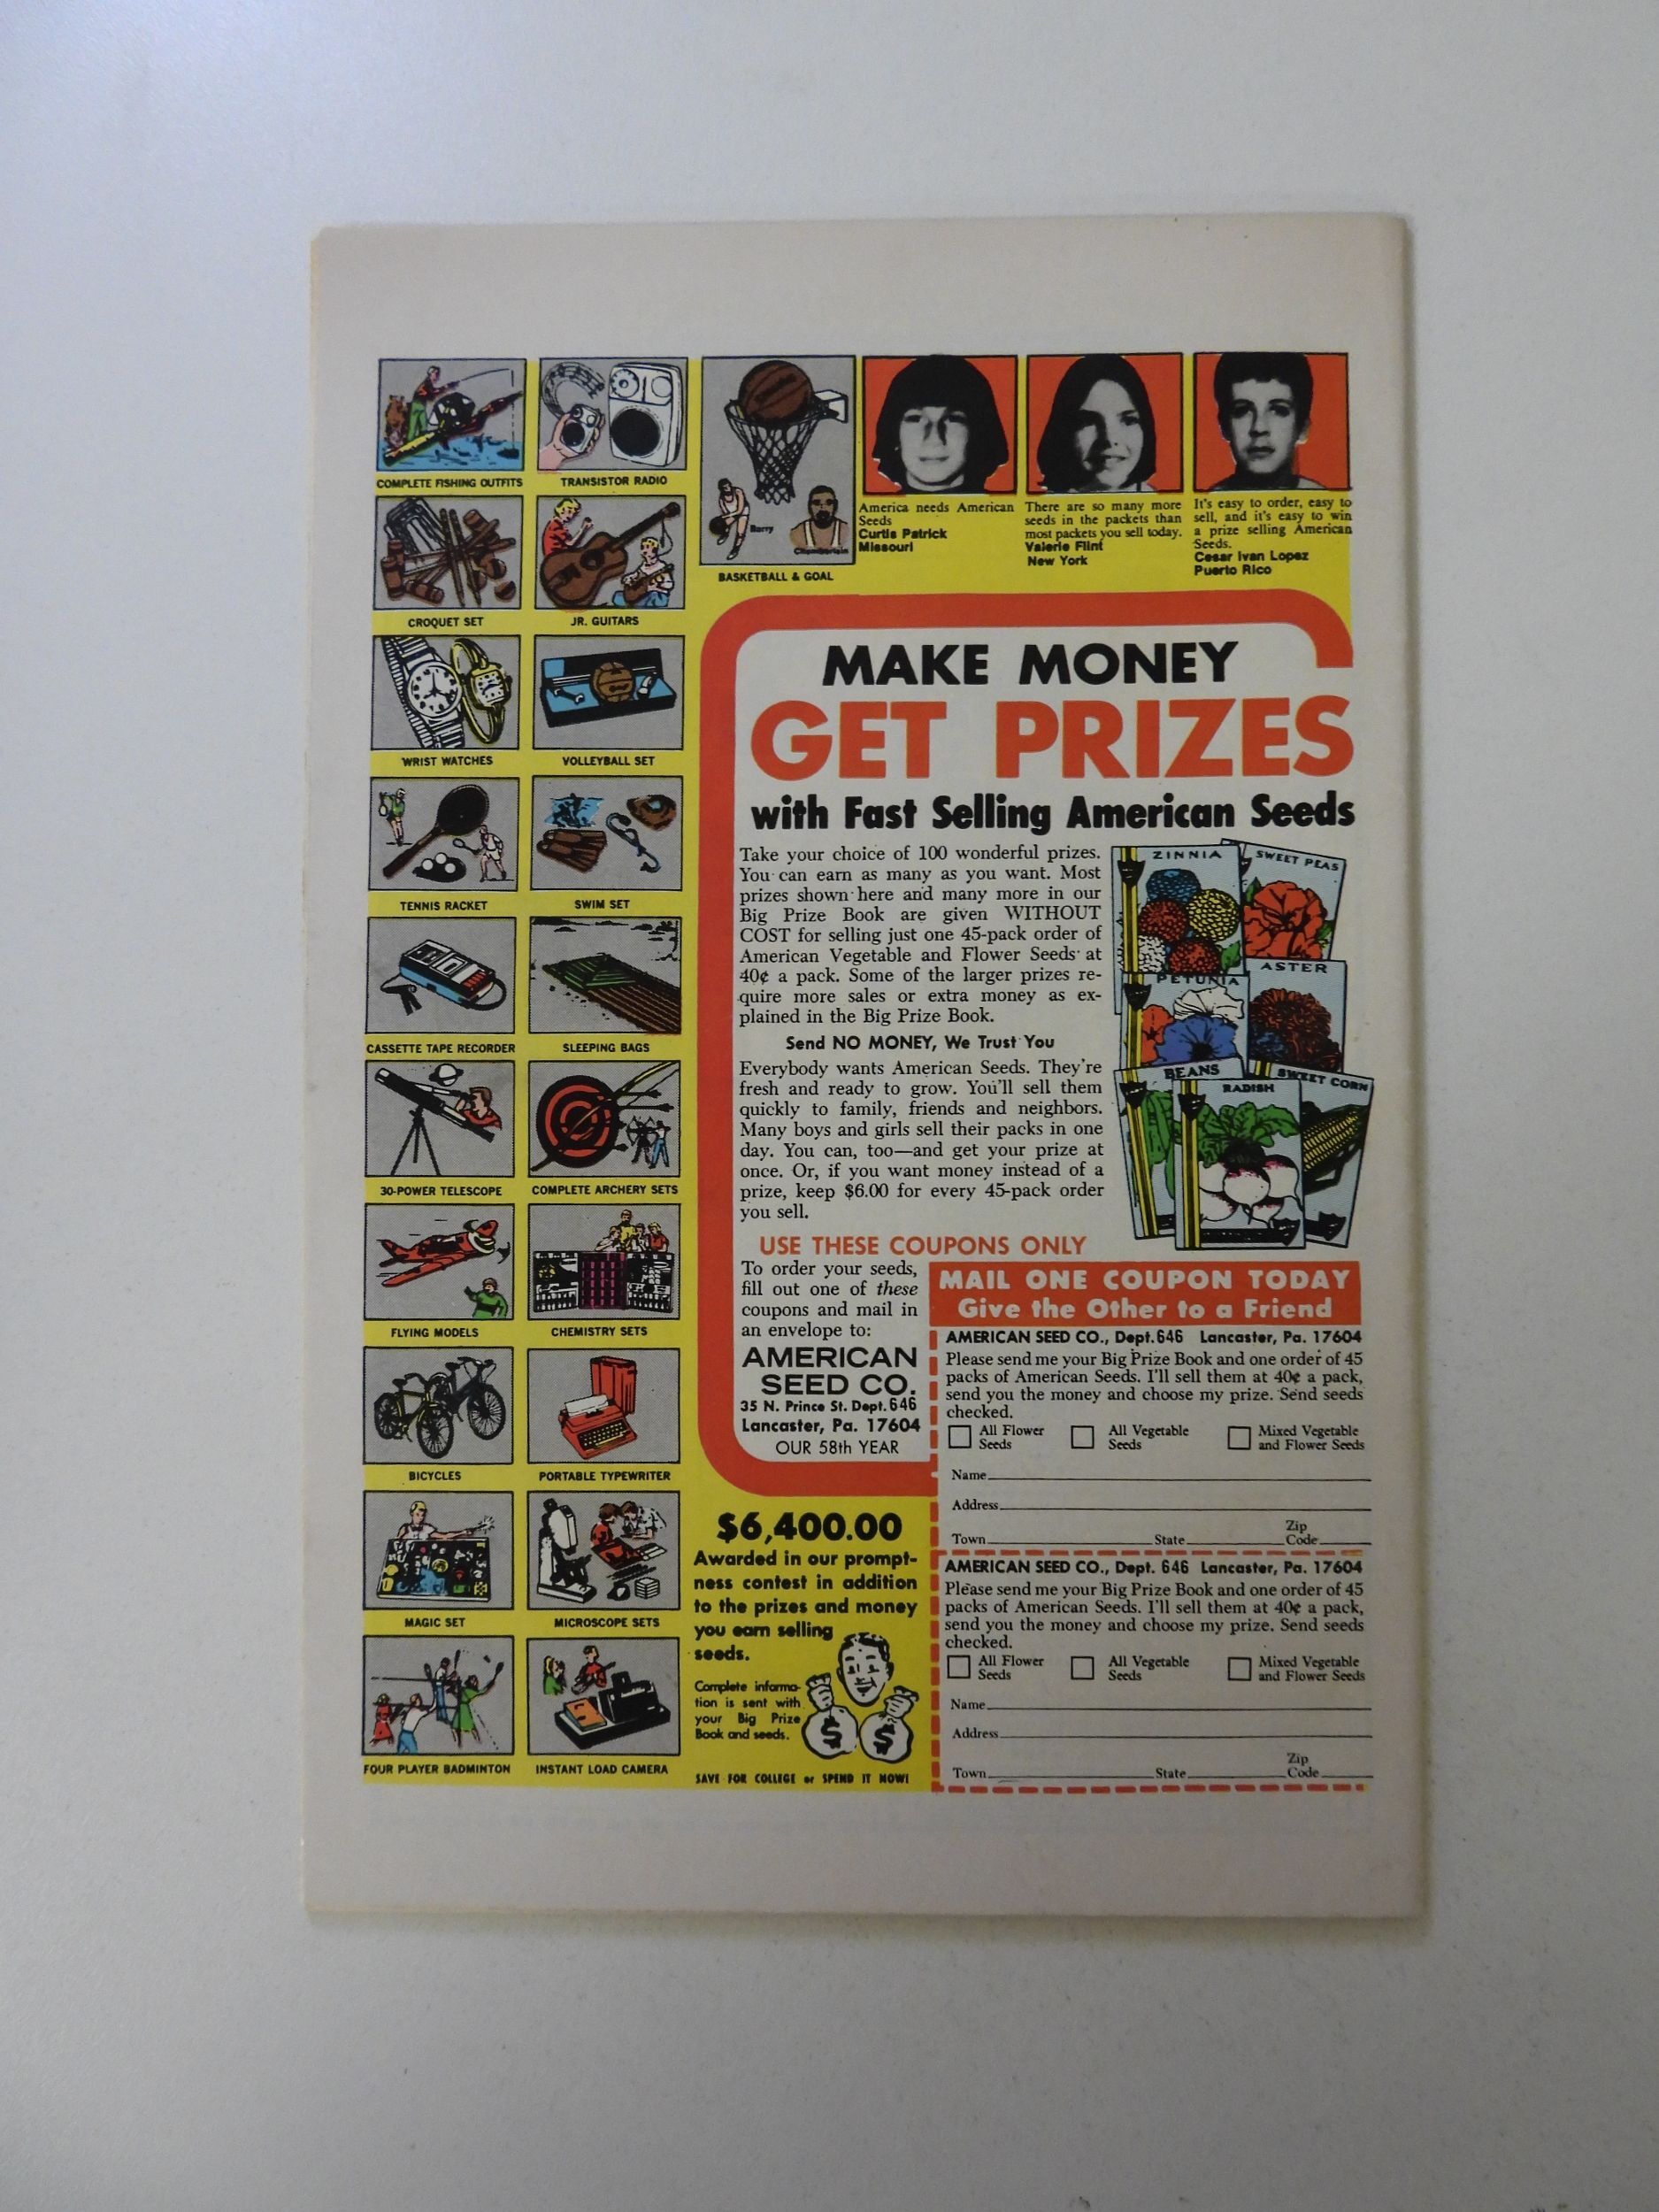 COMPLETE FISHING OUTFITS
TRANSISTOR RADIO
CROQUET SET
JR. GUITARS
WRIST WATCHES
VOLLEYBALL SET
TENNIS RACKET
SWIM SET
CASSETTE TAPE RECORDER
SLEEPING BAGS
30-POWER TELESCOPE
COMPLETE ARCHERY SETS
FLYING MODELS
CHEMISTRY SETS
BICYCLES
PORTABLE TYPEWRITER
MAGIC SET
MICROSCOPE SETS
FOUR PLAYER BADMINTON
INSTANT LOAD CAMERA
Barry
Chamberlain
BASKETBALL & GOAL
America needs American
Seeds
Curtis Patrick
Missouri
There are so many more
seeds in the packets than
most packets you sell today.
Valerie Flint
New York
It's easy to order, easy to
sell, and it's easy to win
a prize selling American
Seeds.
Cesar Ivan Lopez
Puerto Rico
MAKE MONEY
GET PRIZES
with Fast Selling American Seeds
Take your choice of 100 wonderful prizes.
You can earn as many as you want. Most
prizes shown here and many more in our
Big Prize Book are given WITHOUT
COST for selling just one 45-pack order of
American Vegetable and Flower Seeds at
40¢ a pack. Some of the larger prizes re-
quire more sales or extra money as ex-
plained in the Big Prize Book.
Send NO MONEY, We Trust You
Everybody wants American Seeds. They're
fresh and ready to grow. You'll sell them
quickly to family, friends and neighbors.
Many boys and girls sell their packs in one
day. You can, too—and get your prize at
once. Or, if you want money instead of a
prize, keep $6.00 for every 45-pack order
you sell.
ZINNIA
SWEET PEAS
PETUNIA
ASTER
BEANS
RADISH
SWEET CORN
USE THESE COUPONS ONLY
To order your seeds,
fill out one of these
coupons and mail in
an envelope to:
AMERICAN
SEED CO.
35 N. Prince St. Dept. 646
Lancaster, Pa. 17604
OUR 58th YEAR
MAIL ONE COUPON TODAY
Give the Other to a Friend
AMERICAN SEED CO., Dept. 646 Lancaster, Pa. 17604
Please send me your Big Prize Book and one order of 45
packs of American Seeds. I'll sell them at 40¢ a pack,
send you the money and choose my prize. Send seeds
checked.
All Flower
Seeds
All Vegetable
Seeds
Mixed Vegetable
and Flower Seeds
Name
Address
Town State Zip Code
AMERICAN SEED CO., Dept. 646 Lancaster, Pa. 17604
Please send me your Big Prize Book and one order of 45
packs of American Seeds. I'll sell them at 40¢ a pack,
send you the money and choose my prize. Send seeds
checked.
All Flower
Seeds
All Vegetable
Seeds
Mixed Vegetable
and Flower Seeds
Name
Address
Town State Zip Code
$6,400.00
Awarded in our prompt-
ness contest in addition
to the prizes and money
you earn selling
seeds.
Complete informa-
tion is sent with
your Big Prize
Book and seeds.
$ $
SAVE FOR COLLEGE or SPEND IT NOW!